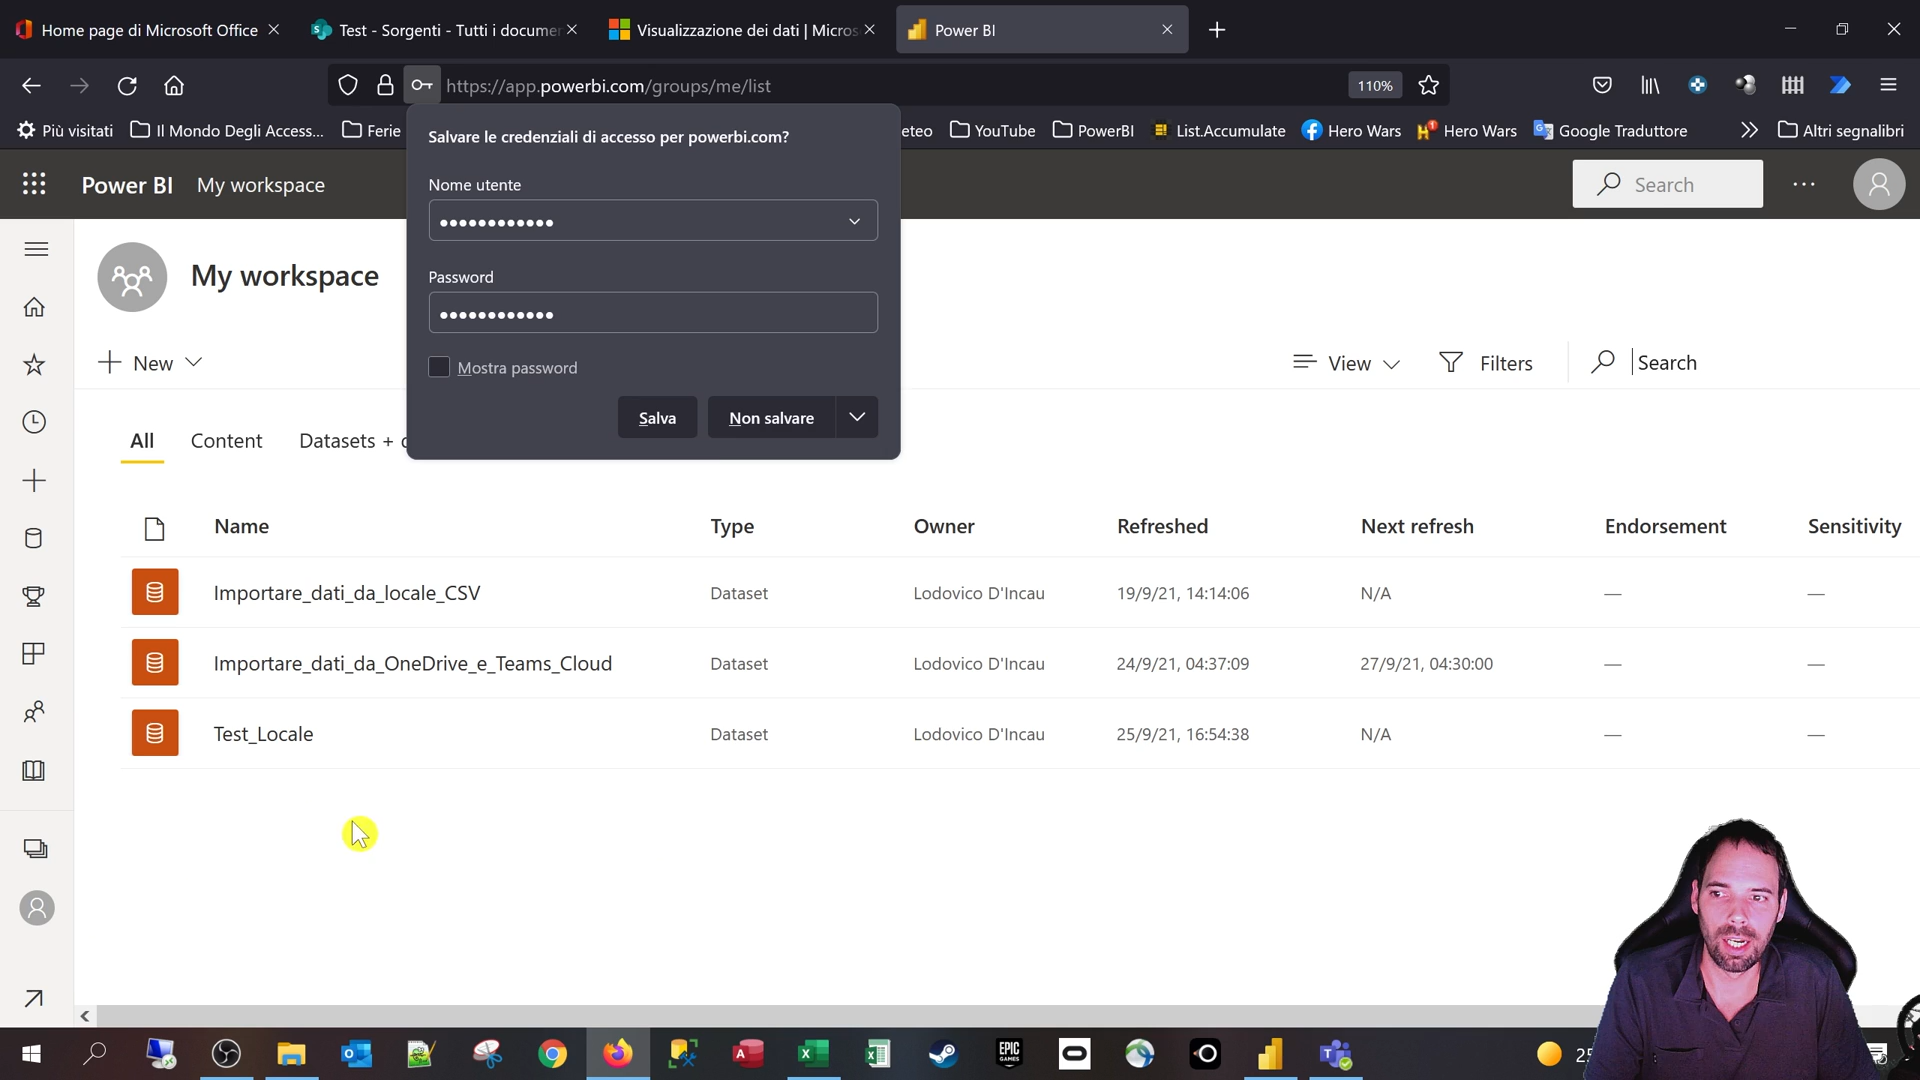 Home page di Microsoft Office
Test - Sorgenti - Tutti i docume
Visualizzazione dei dati | Micros
Power BI
https://app.powerbi.com/groups/me/list
110%
Più visitati
Il Mondo Degli Access...
Ferie
eteo
YouTube
PowerBI
List.Accumulate
Hero Wars
Hero Wars
Google Traduttore
Altri segnalibri
Salvare le credenziali di accesso per powerbi.com?
Nome utente
Password
Mostra password
Salva
Non salvare
Power BI
My workspace
Search
My workspace
New
View
Filters
Search
All
Content
Datasets +
Name
Type
Owner
Refreshed
Next refresh
Endorsement
Sensitivity
Importare_dati_da_locale_CSV
Dataset
Lodovico D'Incau
19/9/21, 14:14:06
N/A
—
—
Importare_dati_da_OneDrive_e_Teams_Cloud
Dataset
Lodovico D'Incau
24/9/21, 04:37:09
27/9/21, 04:30:00
—
—
Test_Locale
Dataset
Lodovico D'Incau
25/9/21, 16:54:38
N/A
—
—
EPIC
GAMES